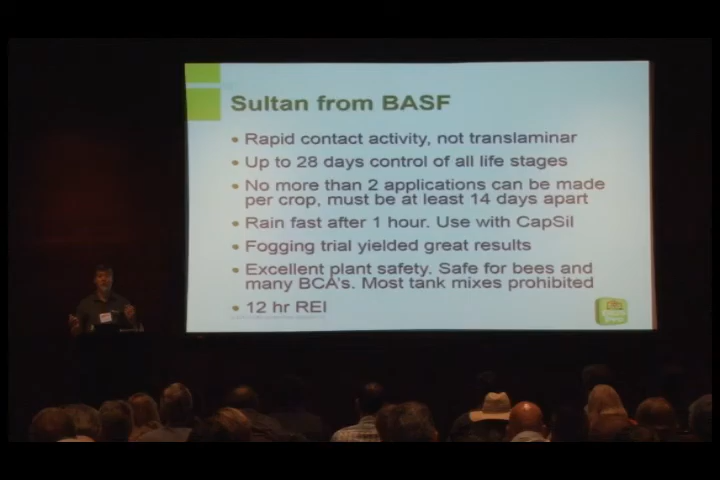 Sultan from BASF
• Rapid contact activity, not translaminar
• Up to 28 days control of all life stages
• No more than 2 applications can be made
per crop, must be at least 14 days apart
• Rain fast after 1 hour. Use with CapSil
• Fogging trial yielded great results
• Excellent plant safety. Safe for bees and
many BCA's. Most tank mixes prohibited
• 12 hr REI